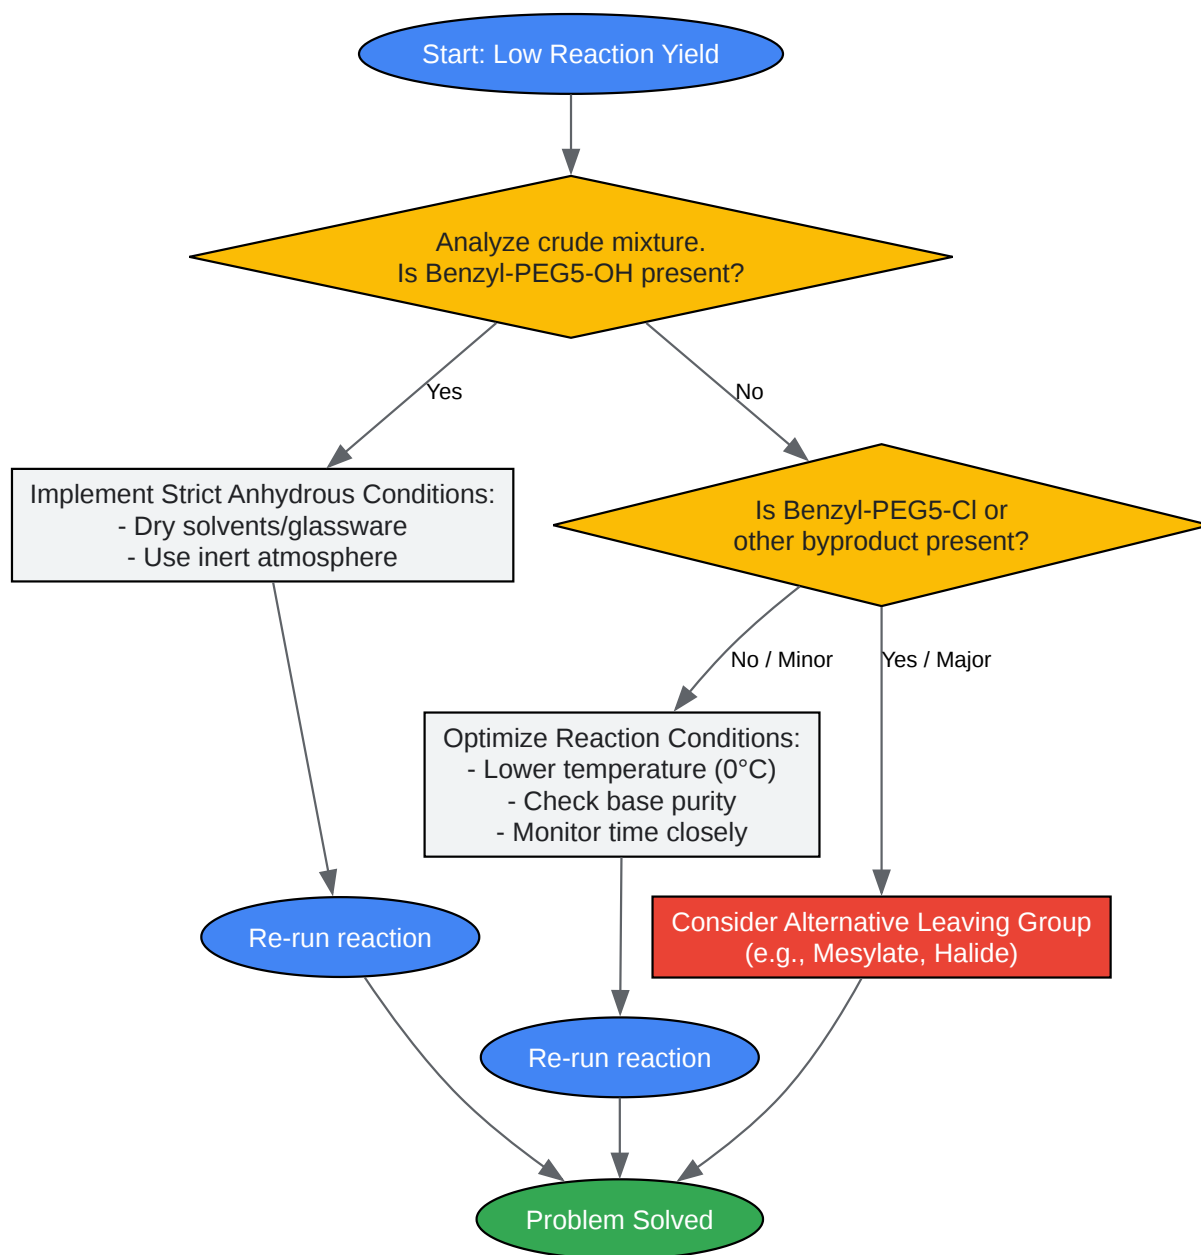 Start: Low Reaction Yield
Analyze crude mixture.
Is Benzyl-PEG5-OH present?
Yes
No
Implement Strict Anhydrous Conditions:
- Dry solvents/glassware
- Use inert atmosphere
Is Benzyl-PEG5-Cl or
other byproduct present?
No / Minor
Yes / Major
Optimize Reaction Conditions:
- Lower temperature (0°C)
- Check base purity
- Monitor time closely
Re-run reaction
Consider Alternative Leaving Group
(e.g., Mesylate, Halide)
Re-run reaction
Problem Solved